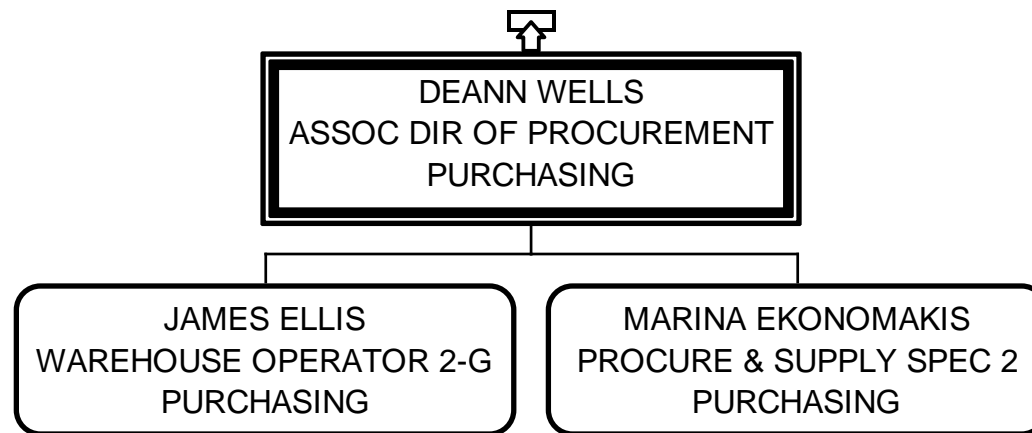 DEANN WELLS
ASSOC DIR OF PROCUREMENT
PURCHASING
JAMES ELLIS
WAREHOUSE OPERATOR 2-G
PURCHASING
MARINA EKONOMAKIS
PROCURE & SUPPLY SPEC 2
PURCHASING